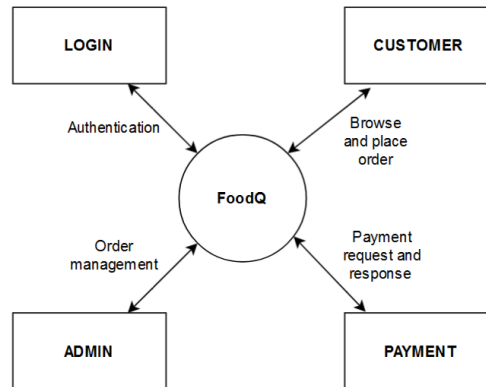 LOGIN
CUSTOMER
Authentication
Browse
and place
order
FoodQ
Order
management
Payment
request and
response
ADMIN
PAYMENT